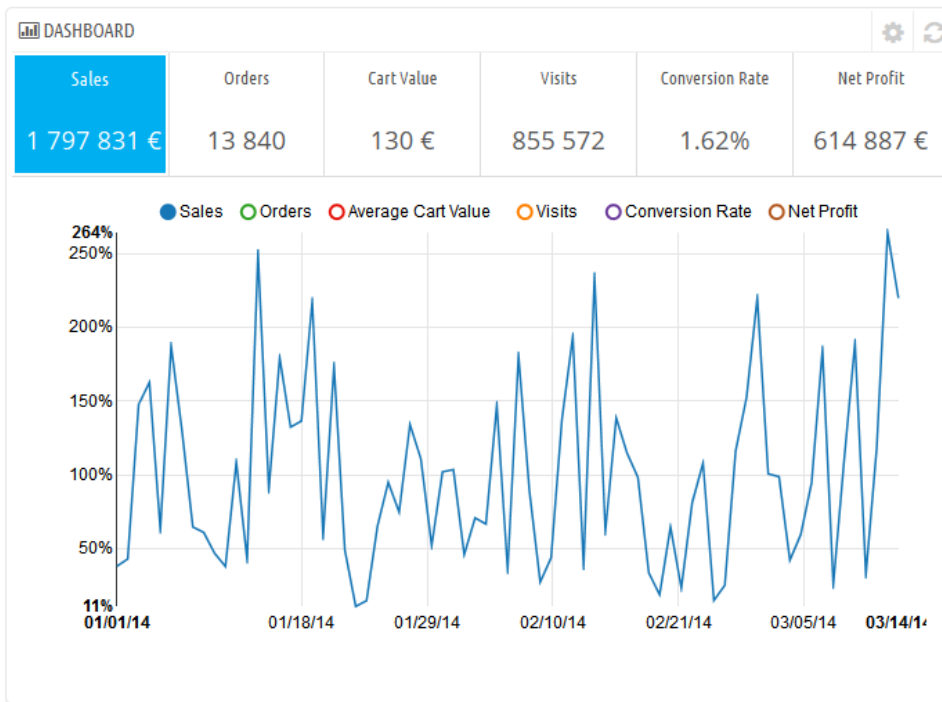 DASHBOARD
Sales Orders Cart Value Visits Conversion Rate Net Profit
1 797 831 € 13 840 130 € 855 572 1.62% 614 887 €
Sales Orders Average Cart Value Visits Conversion Rate Net Profit
264%
250%
200%
150%
100%
50%
11%
01/01/14 01/18/14 01/29/14 02/10/14 02/21/14 03/05/14 03/14/14